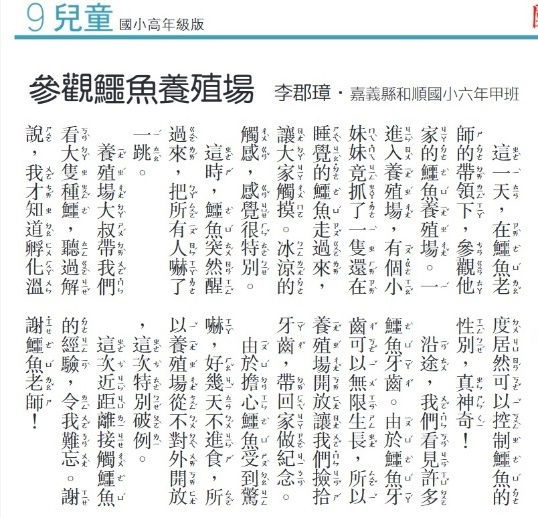 9 兒童 國小高年級版
參觀鱷魚養殖場 李郡璋・嘉義縣和順國小六年甲班
這一天，在鱷魚老
師的帶領下，參觀他
家的鱷魚養殖場。一
進入養殖場，有個小
妹妹竟抓了一隻還在
睡覺的鱷魚走過來，
讓大家觸摸。冰涼的
觸感，感覺很特別。
這時，鱷魚突然醒
過來，把所有人嚇了
一跳。
養殖場大叔帶我們
看大隻種鱷，聽過解
說，我才知道孵化溫
度居然可以控制鱷魚的
性別，真神奇！
沿途，我們看見許多
鱷魚牙齒。由於鱷魚牙
齒可以無限生長，所以
養殖場開放讓我們撿拾
牙齒，帶回家做紀念。
由於擔心鱷魚受到驚
嚇，好幾天不進食，所
以養殖場從不對外開放
，這次特別破例。
這次近距離接觸鱷魚
的經驗，令我難忘。謝
謝鱷魚老師！